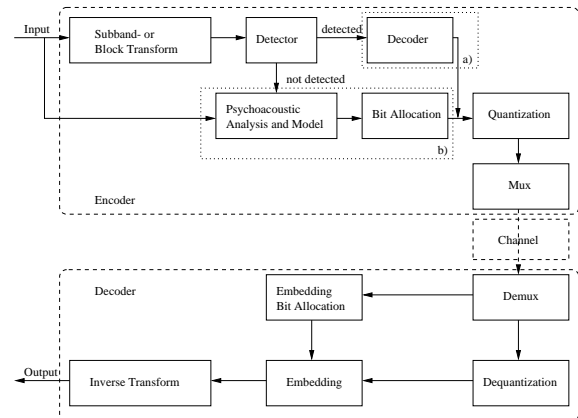 Input
Subband- or
Block Transform
Detector
detected
Decoder
a)
not detected
Psychoacoustic
Analysis and Model
Bit Allocation
b)
Quantization
Mux
Encoder
Channel
Decoder
Embedding
Bit Allocation
Demux
Output
Inverse Transform
Embedding
Dequantization